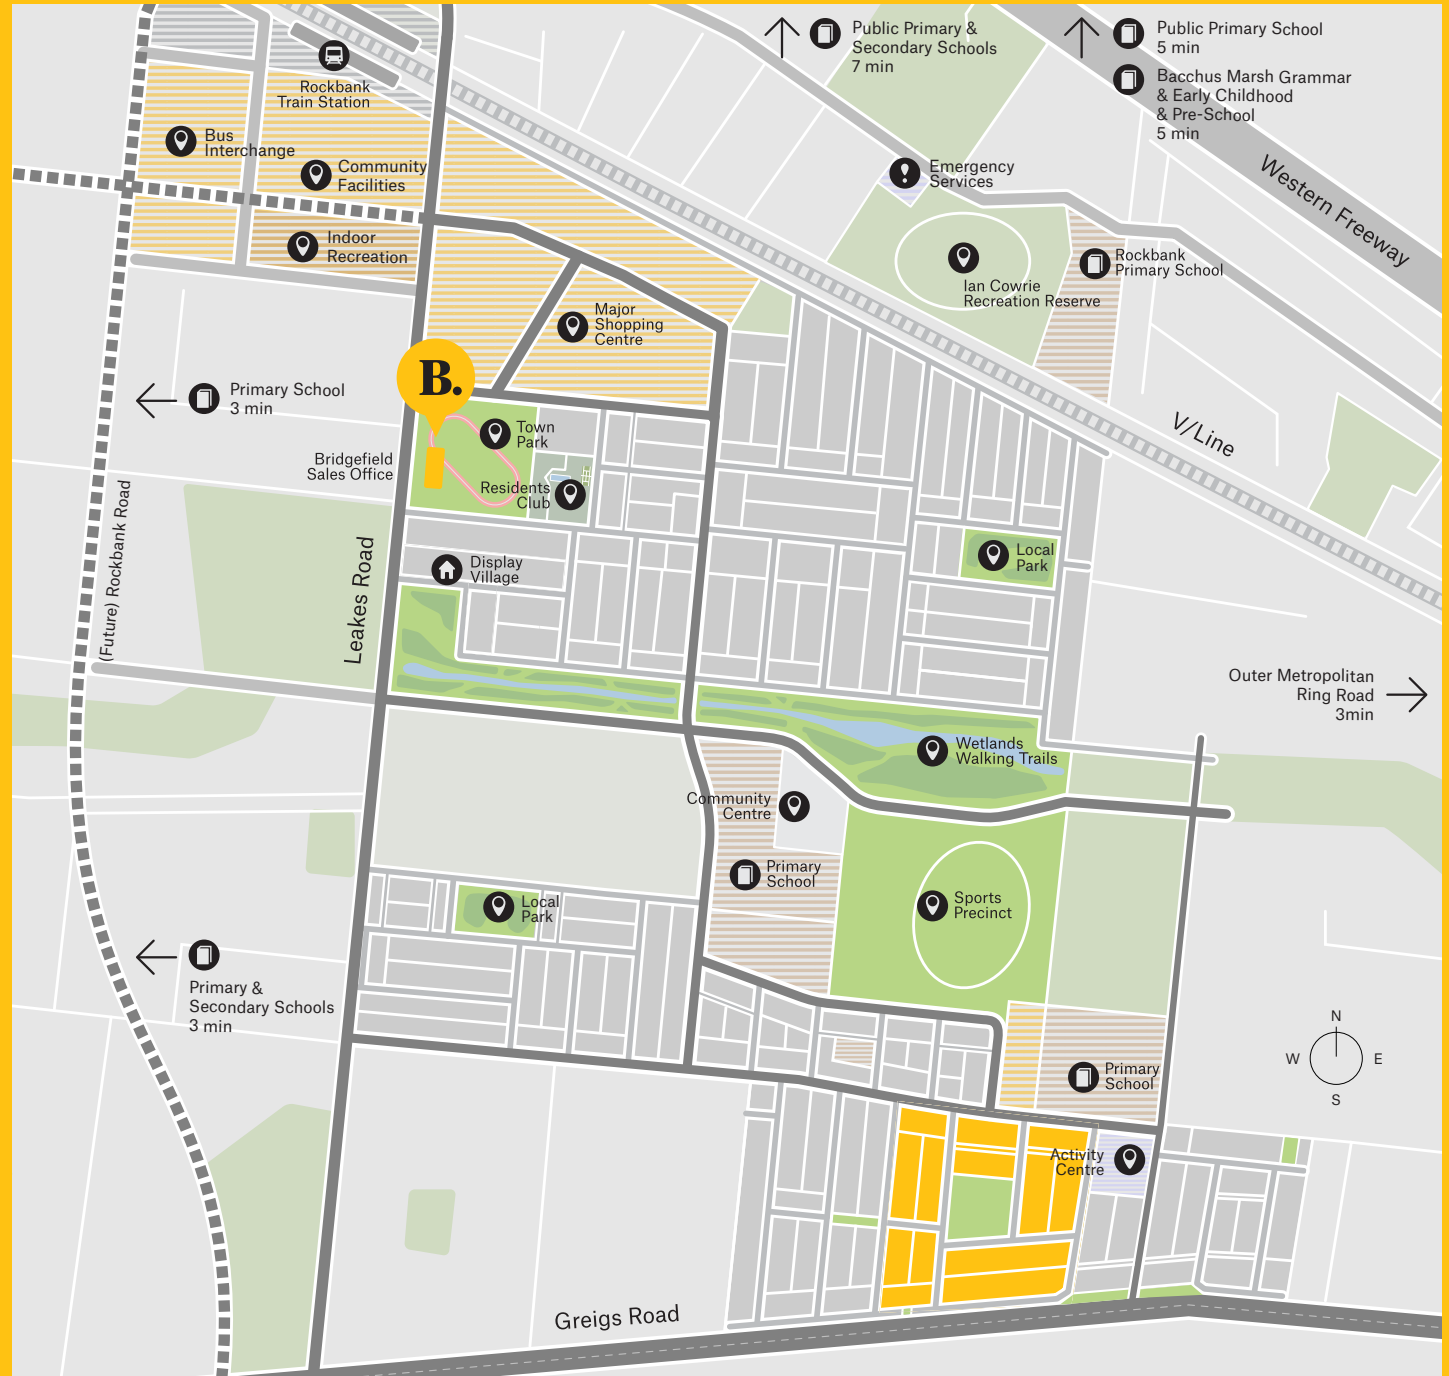 Public Primary &
Secondary Schools
7 min
Public Primary School
5 min
Bacchus Marsh Grammar
& Early Childhood
& Pre-School
5 min
Rockbank
Train Station
Bus
Interchange
Community
Facilities
Emergency
Services
Western Freeway
Indoor
Recreation
Rockbank
Primary School
Ian Cowrie
Recreation Reserve
Major
Shopping
Centre
B.
Primary School
3 min
Town
Park
V/Line
Bridgefield
Sales Office
Residents
Club
(Future) Rockbank Road
Leakes Road
Display
Village
Local
Park
Outer Metropolitan
Ring Road
3min
Wetlands
Walking Trails
Community
Centre
Primary
School
Sports
Precinct
Local
Park
Primary &
Secondary Schools
3 min
N
W
E
S
Primary
School
Activity
Centre
Greigs Road